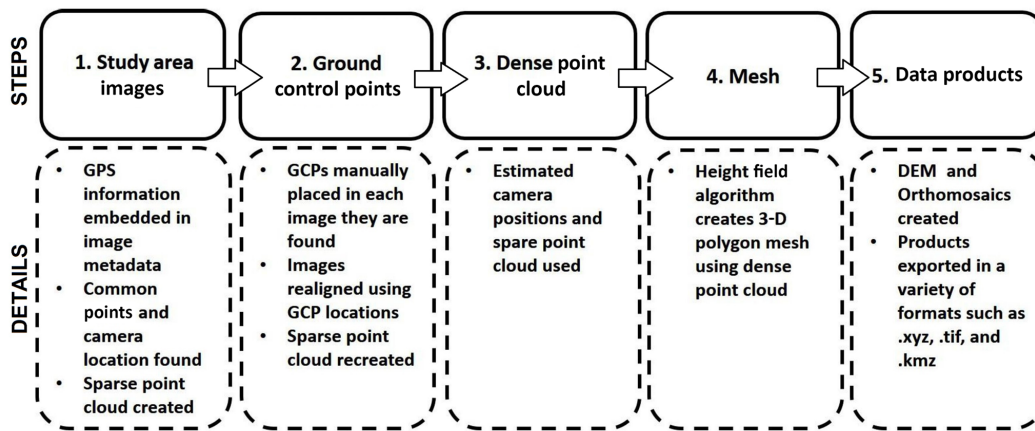 STEPS
1. Study area
images
2. Ground
control points
3. Dense point
cloud
4. Mesh
5. Data products
DETAILS
• GPS
information
embedded in
image
metadata
• Common
points and
camera
location found
• Sparse point
cloud created
• GCPs manually
placed in each
image they are
found
• Images
realigned using
GCP locations
• Sparse point
cloud recreated
• Estimated
camera
positions and
spare point
cloud used
• Height field
algorithm
creates 3-D
polygon mesh
using dense
point cloud
• DEM and
Orthomosaics
created
• Products
exported in a
variety of
formats such as
.xyz, .tif, and
.kmz